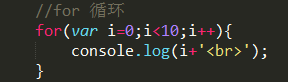 //for 循环
for(var i=0;i<10;i++){
console.log(i+'<br>');
}